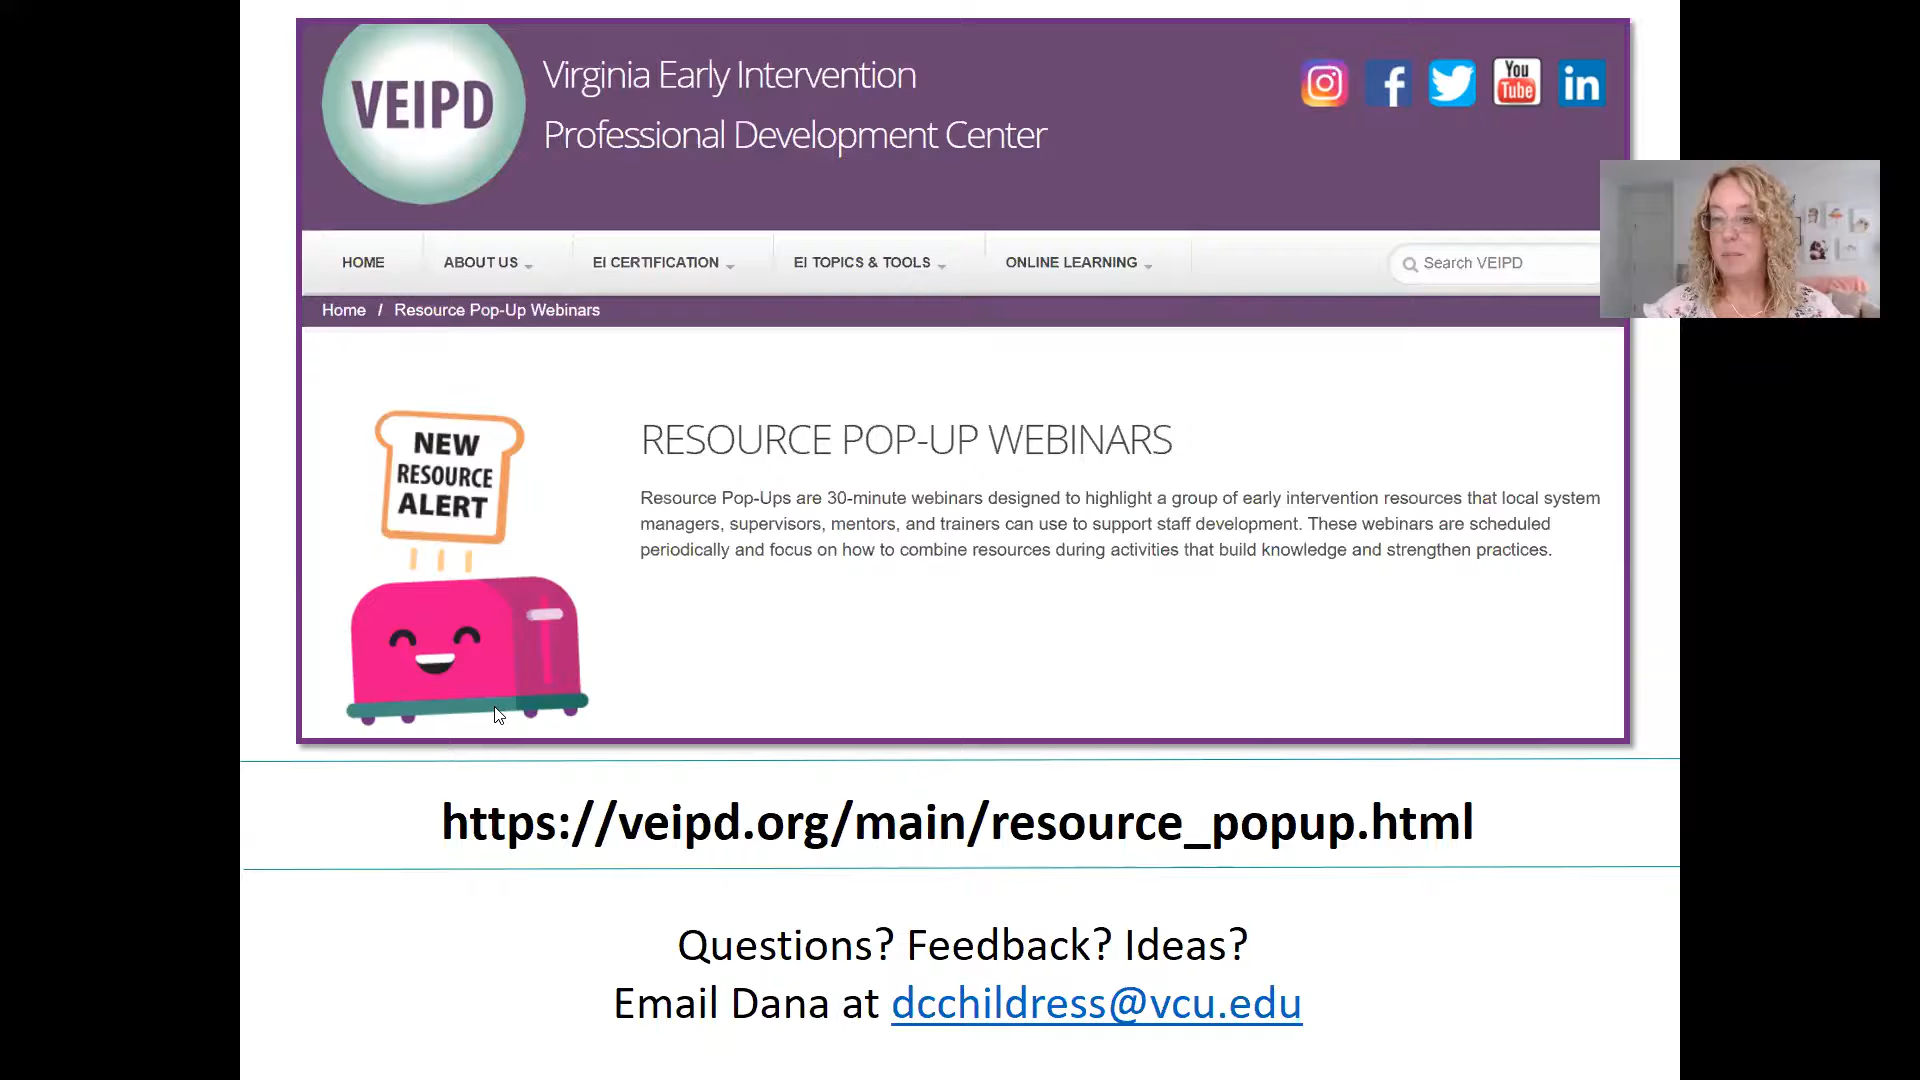 VEIPD
Virginia Early Intervention
Professional Development Center
You
Tube
in
HOME
ABOUT US
EI CERTIFICATION
EI TOPICS & TOOLS
ONLINE LEARNING
Search VEIPD
Home / Resource Pop-Up Webinars
NEW
RESOURCE
ALERT
RESOURCE POP-UP WEBINARS
Resource Pop-Ups are 30-minute webinars designed to highlight a group of early intervention resources that local system
managers, supervisors, mentors, and trainers can use to support staff development. These webinars are scheduled
periodically and focus on how to combine resources during activities that build knowledge and strengthen practices.
https://veipd.org/main/resource_popup.html
Questions? Feedback? Ideas?
Email Dana at dcchildress@vcu.edu